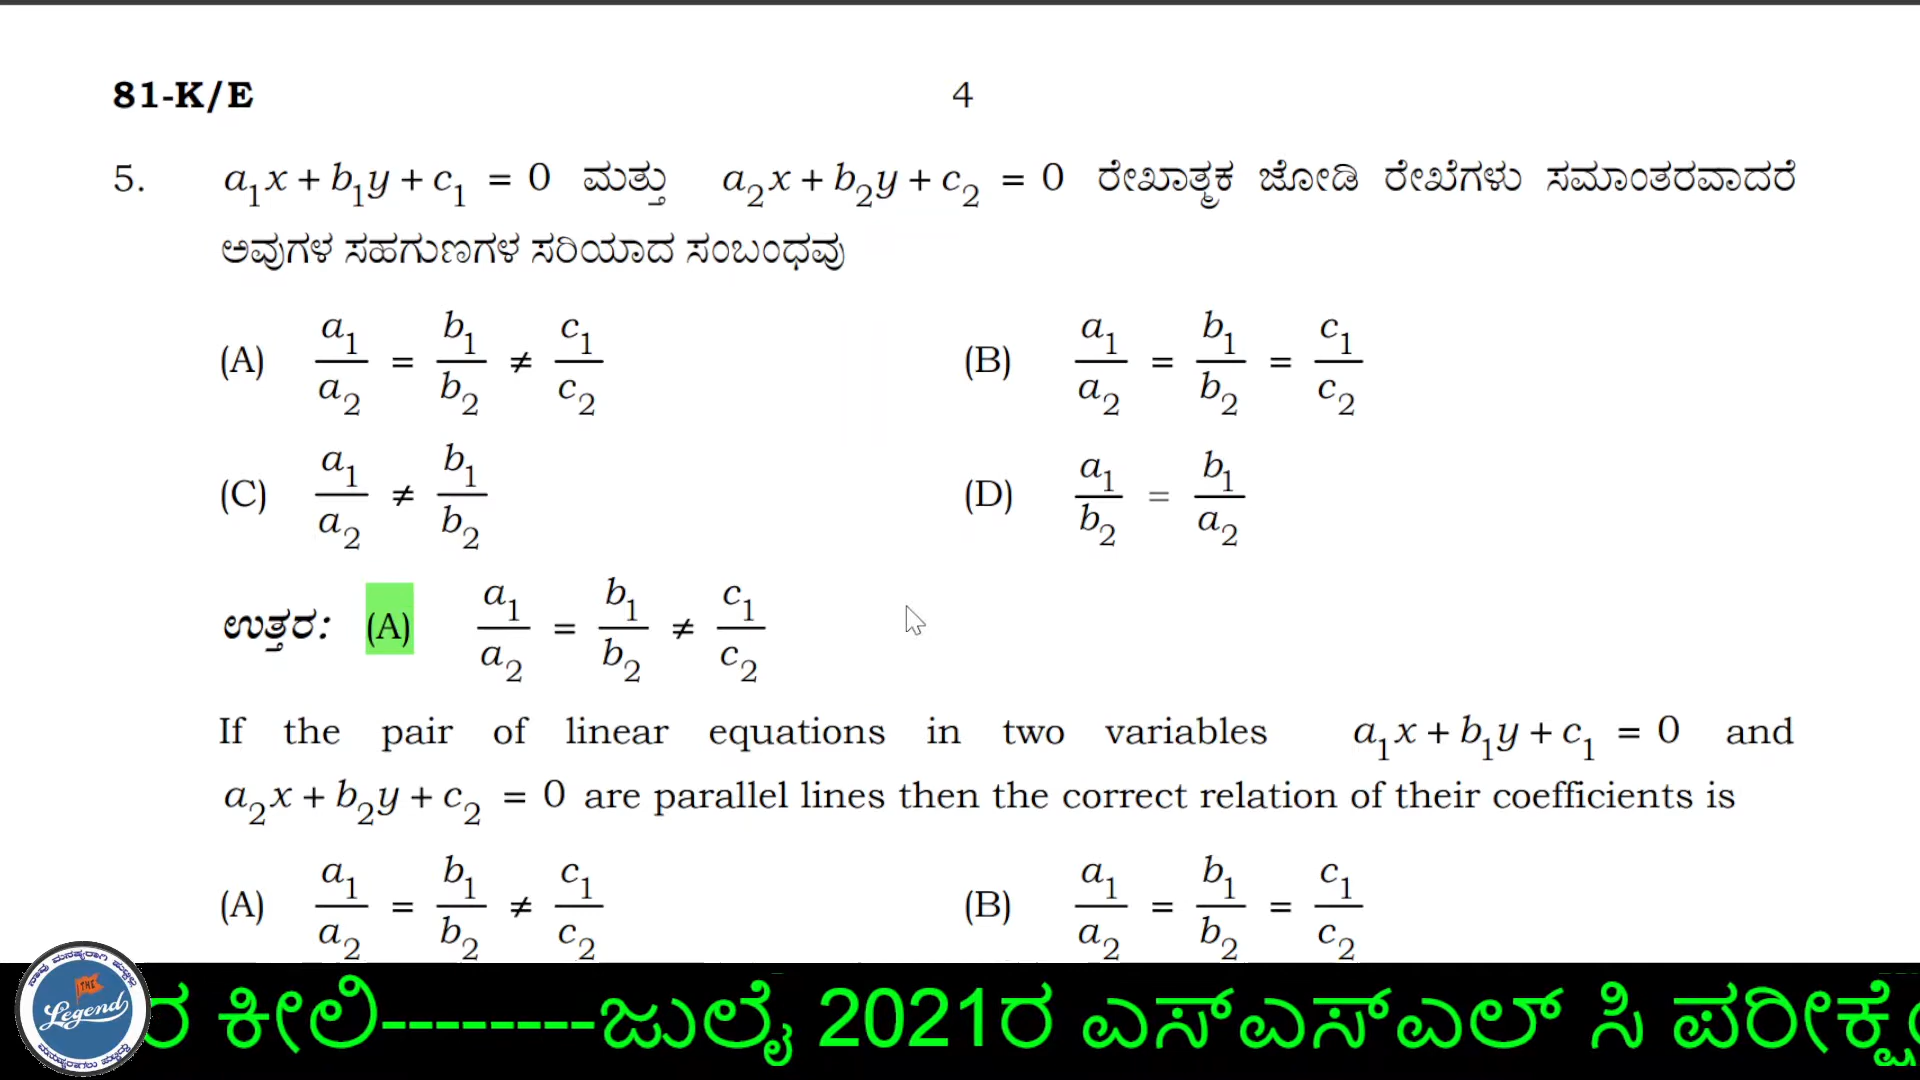 81-K/E 4
5. a₁x + b₁y + c₁ = 0 ಮತ್ತು a₂x + b₂y + c₂ = 0 ರೇಖಾತ್ಮಕ ಜೋಡಿ ರೇಖೆಗಳು ಸಮಾಂತರವಾದರೆ
ಅವುಗಳ ಸಹಗುಣಗಳ ಸರಿಯಾದ ಸಂಬಂಧವು
(A) a₁/a₂ = b₁/b₂ ≠ c₁/c₂ (B) a₁/a₂ = b₁/b₂ = c₁/c₂
(C) a₁/a₂ ≠ b₁/b₂ (D) a₁/b₂ = b₁/a₂
ಉತ್ತರ: (A) a₁/a₂ = b₁/b₂ ≠ c₁/c₂
If the pair of linear equations in two variables a₁x + b₁y + c₁ = 0 and
a₂x + b₂y + c₂ = 0 are parallel lines then the correct relation of their coefficients is
(A) a₁/a₂ = b₁/b₂ ≠ c₁/c₂ (B) a₁/a₂ = b₁/b₂ = c₁/c₂
THE
Legend
ರ ಕೀಲಿ--------ಜುಲೈ 2021ರ ಎಸ್ಎಸ್ಎಲ್ ಸಿ